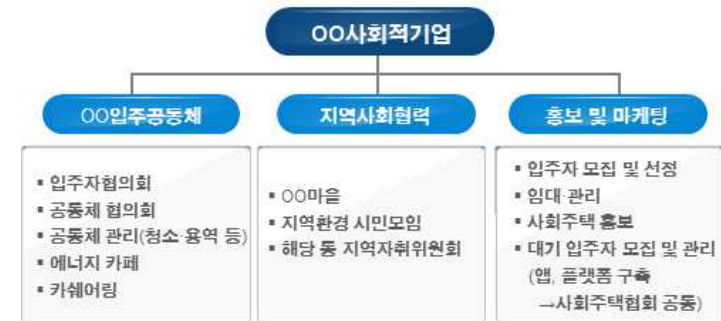 OO사회적기업
OO입주공동체
▪ 입주자협의회
▪ 공동체 협의회
▪ 공동체 관리(청소·용역 등)
▪ 에너지 카페
▪ 카쉐어링
지역사회협력
▪ OO마을
▪ 지역환경 시민모임
▪ 해당 동 지역자취위원회
홍보 및 마케팅
▪ 입주자 모집 및 선정
▪ 임대·관리
▪ 사회주택 홍보
▪ 대기 입주자 모집 및 관리
(앱, 플랫폼 구축
→사회주택협회 공동)